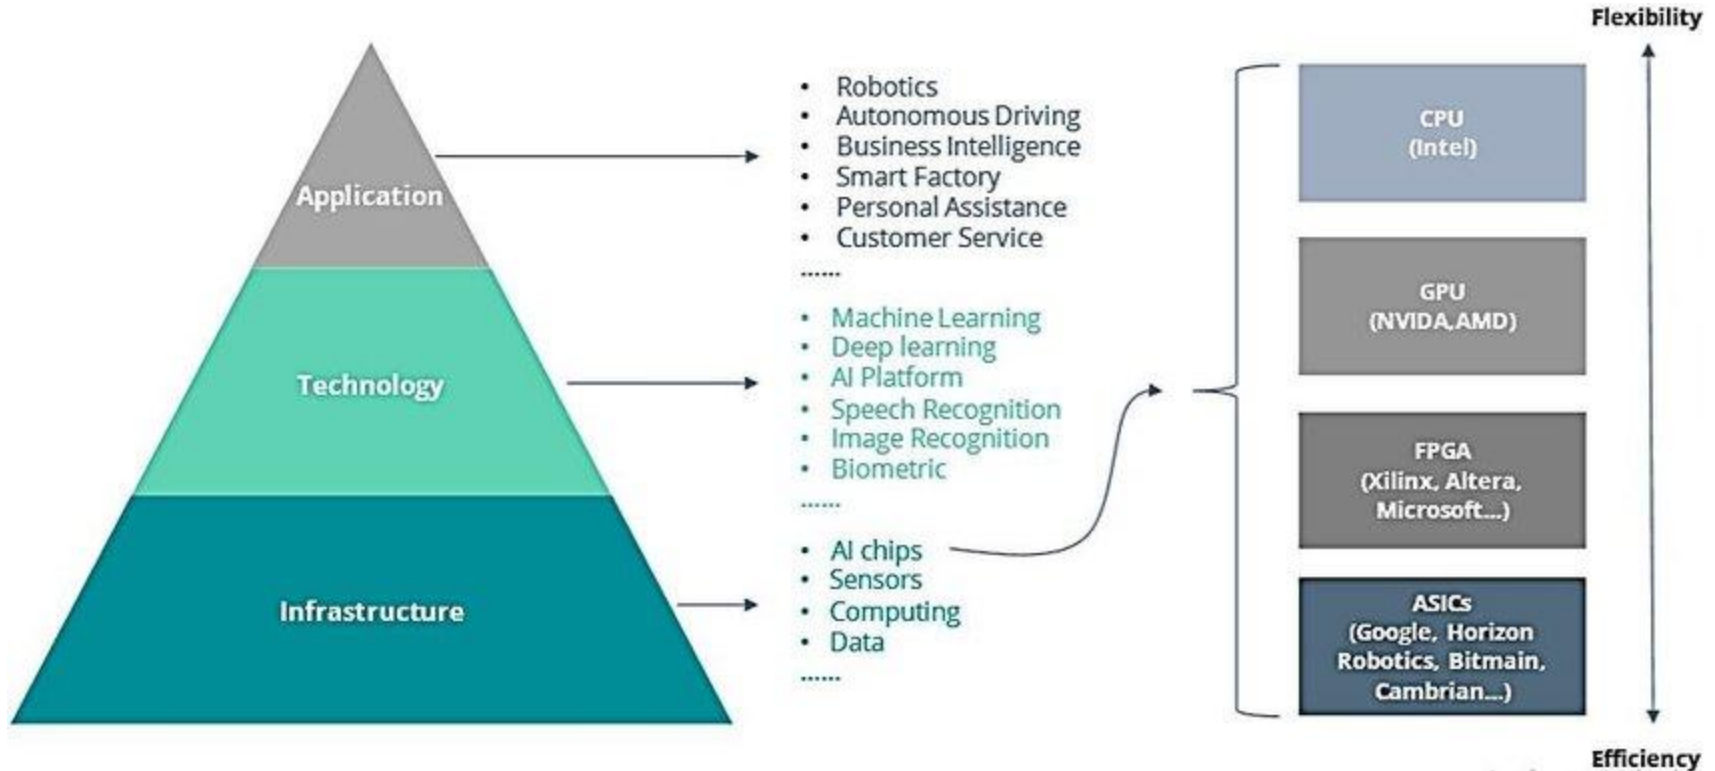 Application
Technology
Infrastructure
• Robotics
• Autonomous Driving
• Business Intelligence
• Smart Factory
• Personal Assistance
• Customer Service
......
• Machine Learning
• Deep learning
• AI Platform
• Speech Recognition
• Image Recognition
• Biometric
......
• AI chips
• Sensors
• Computing
• Data
......
Flexibility
CPU
(Intel)
GPU
(NVIDA,AMD)
FPGA
(Xilinx, Altera,
Microsoft...)
ASICs
(Google, Horizon
Robotics, Bitmain,
Cambrian...)
Efficiency